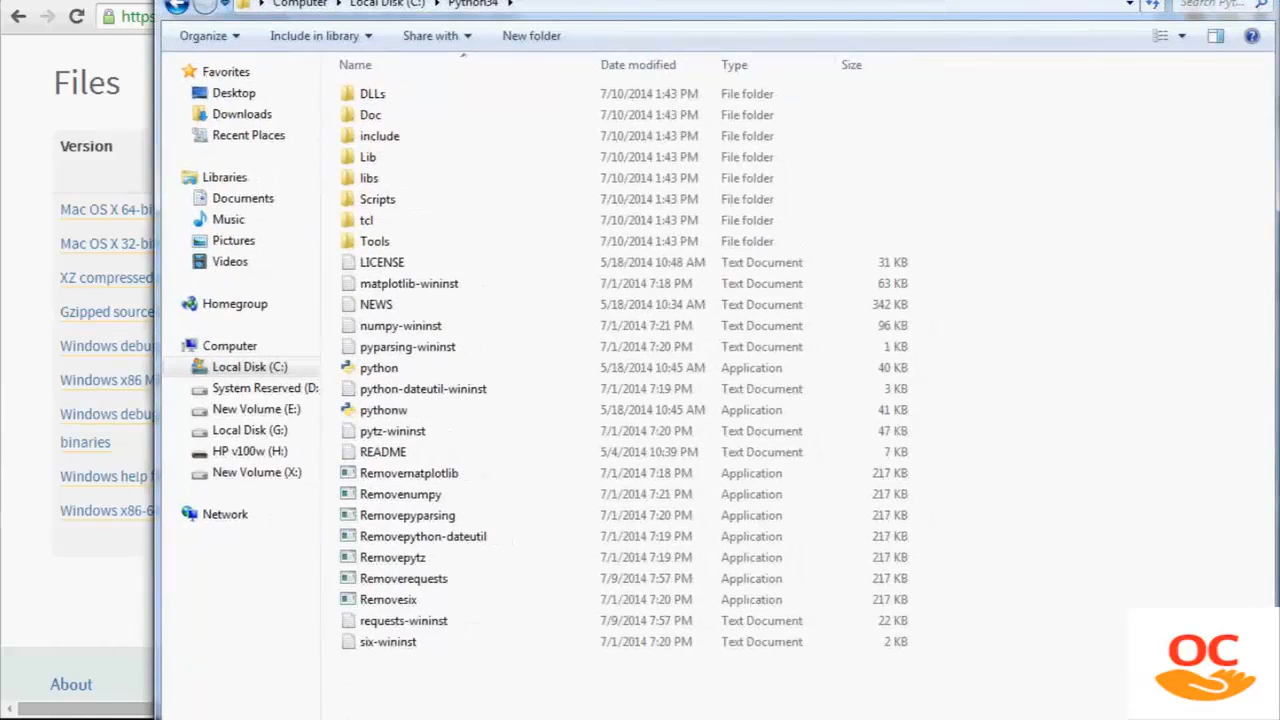 https
Computer Local Disk (C:) Python34
Search Pyt...
Organize Include in library Share with New folder
Files
Version
Mac OS X 64-bi
Mac OS X 32-bi
XZ compressed
Gzipped source
Windows debu
Windows x86 M
Windows debu
binaries
Windows help f
Windows x86-6
About
Favorites
Desktop
Downloads
Recent Places
Libraries
Documents
Music
Pictures
Videos
Homegroup
Computer
Local Disk (C:)
System Reserved (D:
New Volume (E:)
Local Disk (G:)
HP v100w (H:)
New Volume (X:)
Network
Name Date modified Type Size
DLLs 7/10/2014 1:43 PM File folder
Doc 7/10/2014 1:43 PM File folder
include 7/10/2014 1:43 PM File folder
Lib 7/10/2014 1:43 PM File folder
libs 7/10/2014 1:43 PM File folder
Scripts 7/10/2014 1:43 PM File folder
tcl 7/10/2014 1:43 PM File folder
Tools 7/10/2014 1:43 PM File folder
LICENSE 5/18/2014 10:48 AM Text Document 31 KB
matplotlib-wininst 7/1/2014 7:18 PM Text Document 63 KB
NEWS 5/18/2014 10:34 AM Text Document 342 KB
numpy-wininst 7/1/2014 7:21 PM Text Document 96 KB
pyparsing-wininst 7/1/2014 7:20 PM Text Document 1 KB
python 5/18/2014 10:45 AM Application 40 KB
python-dateutil-wininst 7/1/2014 7:19 PM Text Document 3 KB
pythonw 5/18/2014 10:45 AM Application 41 KB
pytz-wininst 7/1/2014 7:20 PM Text Document 47 KB
README 5/4/2014 10:39 PM Text Document 7 KB
Removematplotlib 7/1/2014 7:18 PM Application 217 KB
Removenumpy 7/1/2014 7:21 PM Application 217 KB
Removepyparsing 7/1/2014 7:20 PM Application 217 KB
Removepython-dateutil 7/1/2014 7:19 PM Application 217 KB
Removepytz 7/1/2014 7:19 PM Application 217 KB
Removerequests 7/9/2014 7:57 PM Application 217 KB
Removesix 7/1/2014 7:20 PM Application 217 KB
requests-wininst 7/9/2014 7:57 PM Text Document 22 KB
six-wininst 7/1/2014 7:20 PM Text Document 2 KB
OC